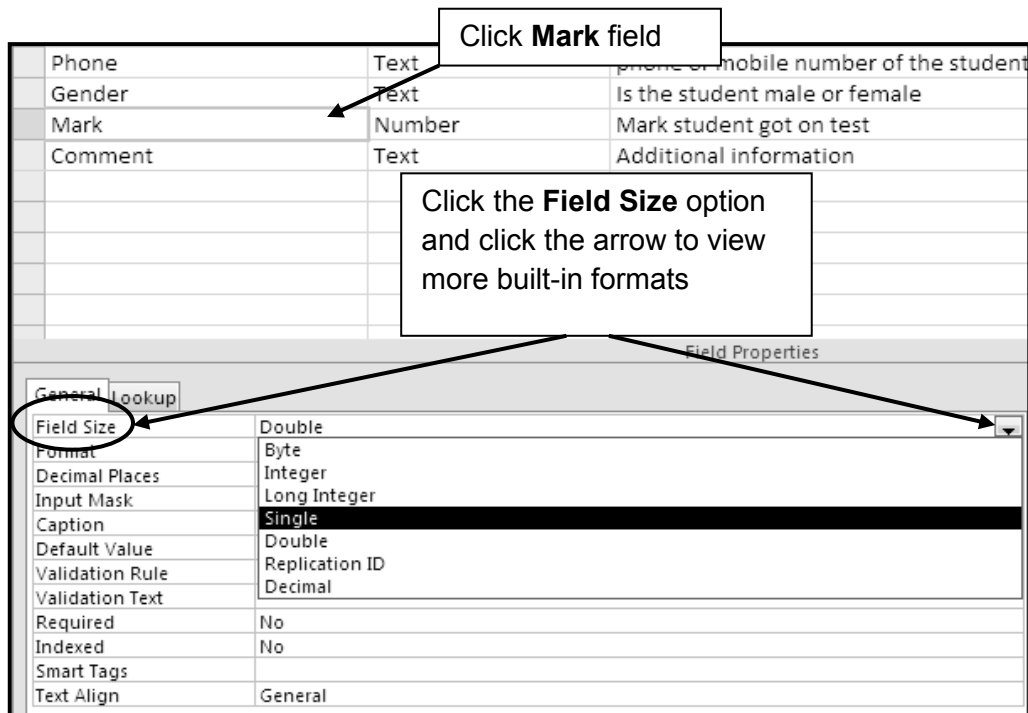 Click Mark field
Phone Text phone or mobile number of the student
Gender Text Is the student male or female
Mark Number Mark student got on test
Comment Text Additional information
Click the Field Size option
and click the arrow to view
more built-in formats
Field Properties
General Lookup
Field Size Double
Format Byte
Decimal Places Integer
Input Mask Long Integer
Caption Single
Default Value Double
Validation Rule Replication ID
Validation Text Decimal
Required No
Indexed No
Smart Tags
Text Align General